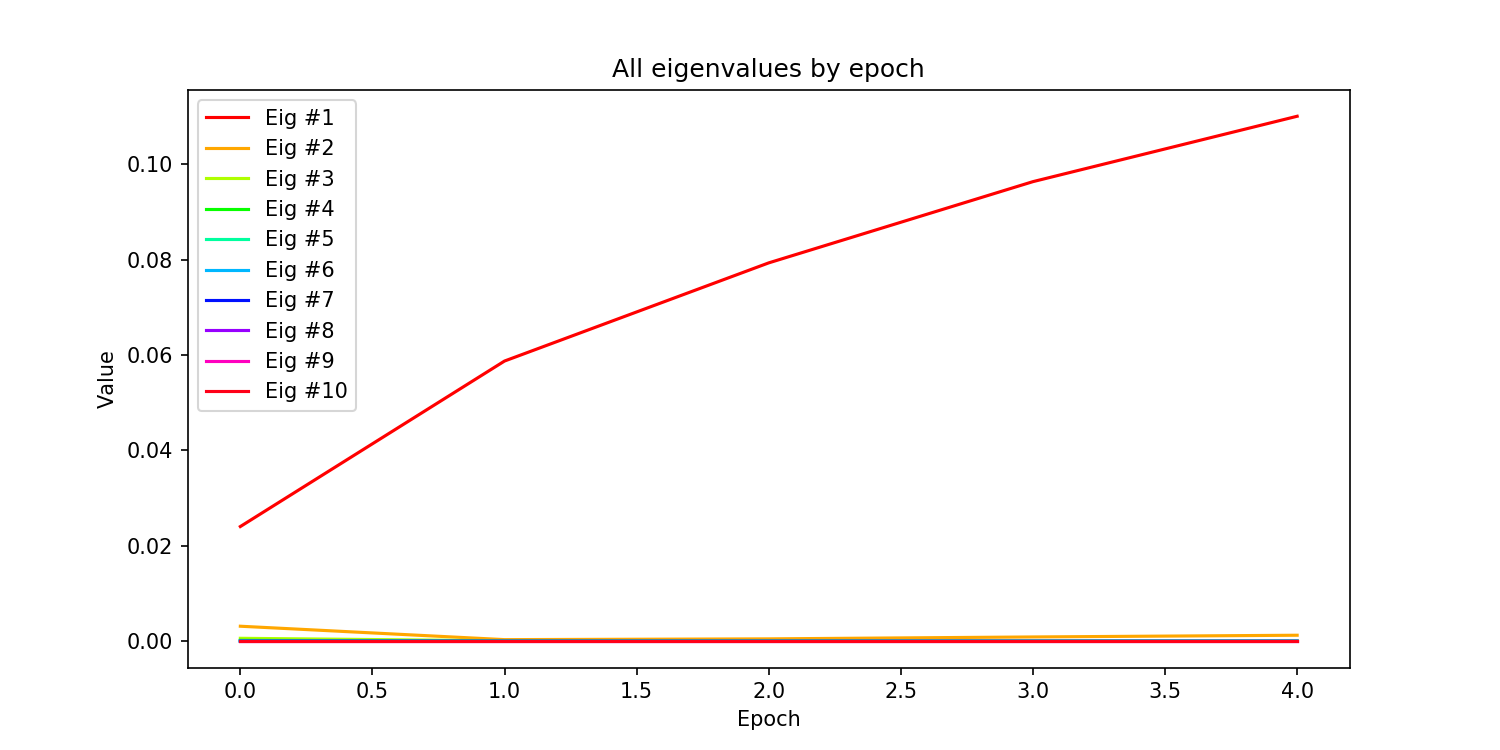 All eigenvalues by epoch
Eig #1
Eig #2
Eig #3
Eig #4
Eig #5
Eig #6
Eig #7
Eig #8
Eig #9
Eig #10
Value
0.10
0.08
0.06
0.04
0.02
0.00
0.0 0.5 1.0 1.5 2.0 2.5 3.0 3.5 4.0
Epoch